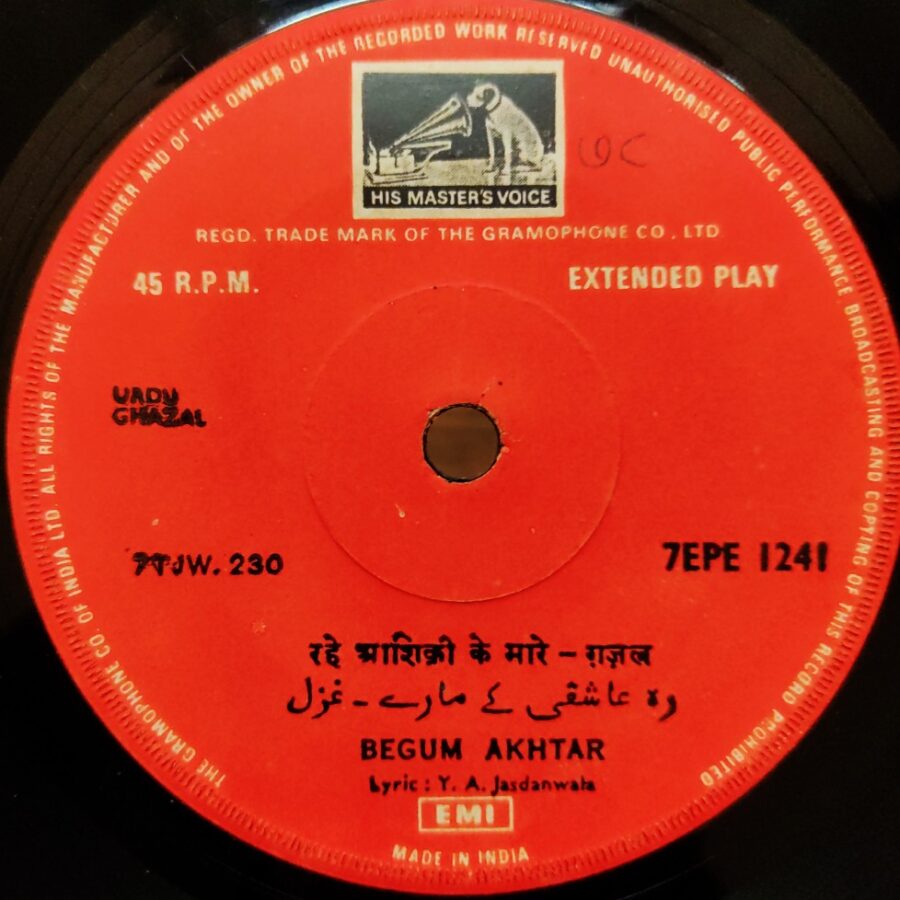 THE GRAMOPHONE CO. OF INDIA LTD. ALL RIGHTS OF THE MANUFACTURER AND OF THE OWNER OF THE RECORDED WORK RESERVED UNAUTHORISED PUBLIC PERFORMANCE BROADCASTING AND COPYING OF THIS RECORD PROHIBITED
HIS MASTER'S VOICE
REGD. TRADE MARK OF THE GRAMOPHONE CO. LTD
45 R.P.M. EXTENDED PLAY
URDU
GHAZAL
7TJW. 230 7EPE 1241
रहे आशिक़ी के मारे – ग़ज़ल
رہ عاشقی کے مارے - غزل
BEGUM AKHTAR
Lyric : Y. A. Jasdanwala
EMI
MADE IN INDIA